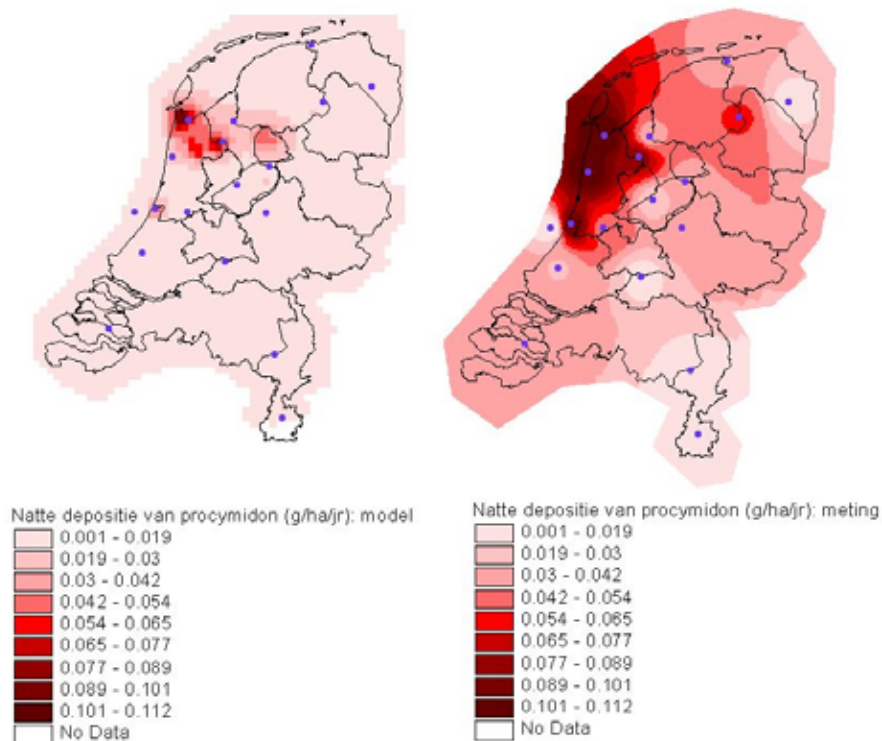 Natte depositie van procymidon (g/ha/jr): model
0.001 - 0.019
0.019 - 0.03
0.03 - 0.042
0.042 - 0.054
0.054 - 0.065
0.065 - 0.077
0.077 - 0.089
0.089 - 0.101
0.101 - 0.112
No Data
Natte depositie van procymidon (g/ha/jr): meting
0.001 - 0.019
0.019 - 0.03
0.03 - 0.042
0.042 - 0.054
0.054 - 0.065
0.065 - 0.077
0.077 - 0.089
0.089 - 0.101
0.101 - 0.112
No Data